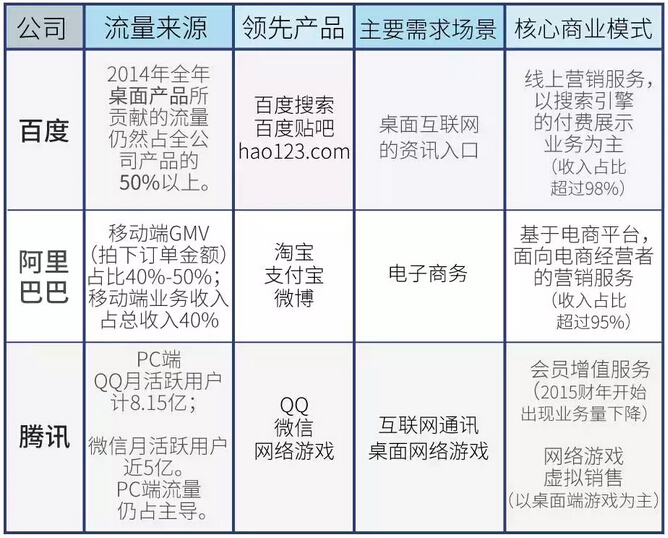 公司
流量来源
领先产品
主要需求场景
核心商业模式
百度
2014年全年
桌面产品所
贡献的流量
仍然占全公
司产品的
50%以上。
百度搜索
百度贴吧
hao123.com
桌面互联网
的资讯入口
线上营销服务，
以搜索引擎
的付费展示
业务为主
（收入占比
超过98%）
阿里
巴巴
移动端GMV
（拍下订单金额）
占比40%-50%；
移动端业务收入
占总收入40%
淘宝
支付宝
微博
电子商务
基于电商平台，
面向电商经营者
的营销服务
（收入占比
超过95%）
腾讯
PC端
QQ月活跃用户
计8.15亿；
微信月活跃用户
近5亿。
PC端流量
仍占主导。
QQ
微信
网络游戏
互联网通讯
桌面网络游戏
会员增值服务
（2015财年开始
出现业务量下降）
网络游戏
虚拟销售
（以桌面端游戏为主）